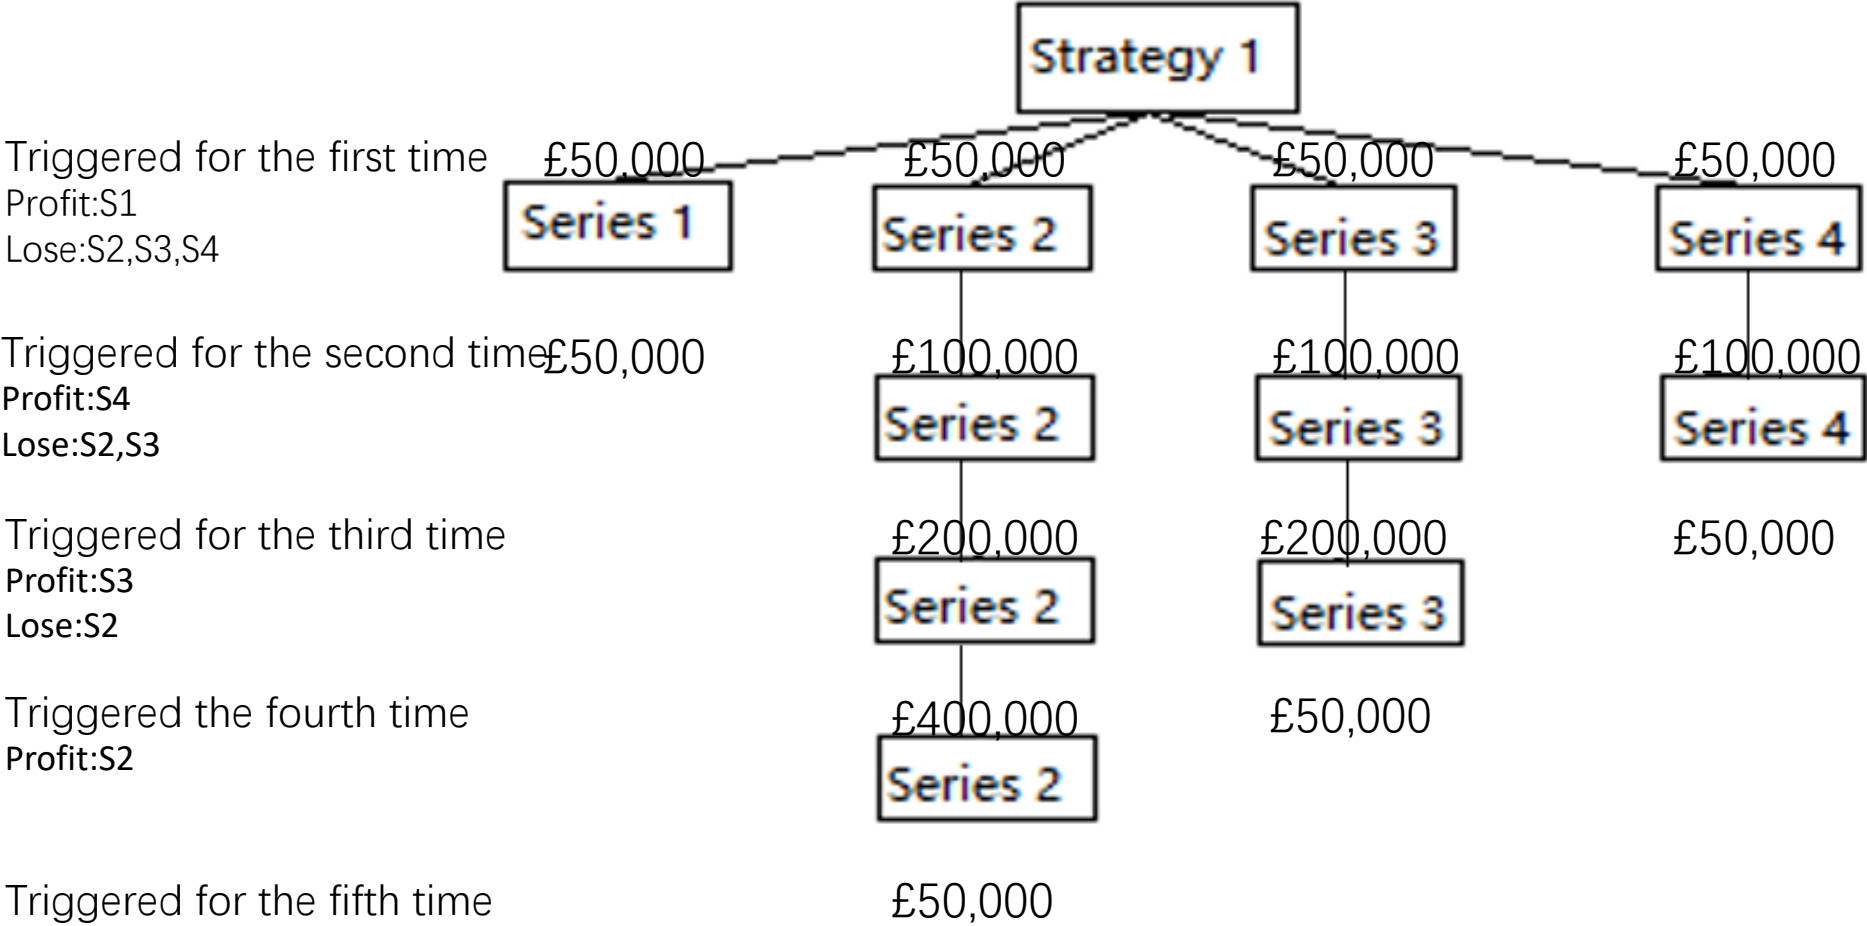 Strategy 1
Triggered for the first time £50,000 £50,000 £50,000 £50,000
Profit:S1
Lose:S2,S3,S4
Series 1 Series 2 Series 3 Series 4
Triggered for the second time £50,000 £100,000 £100,000 £100,000
Profit:S4
Lose:S2,S3
Series 2 Series 3 Series 4
Triggered for the third time £200,000 £200,000 £50,000
Profit:S3
Lose:S2
Series 2 Series 3
Triggered the fourth time £400,000 £50,000
Profit:S2
Series 2
Triggered for the fifth time £50,000